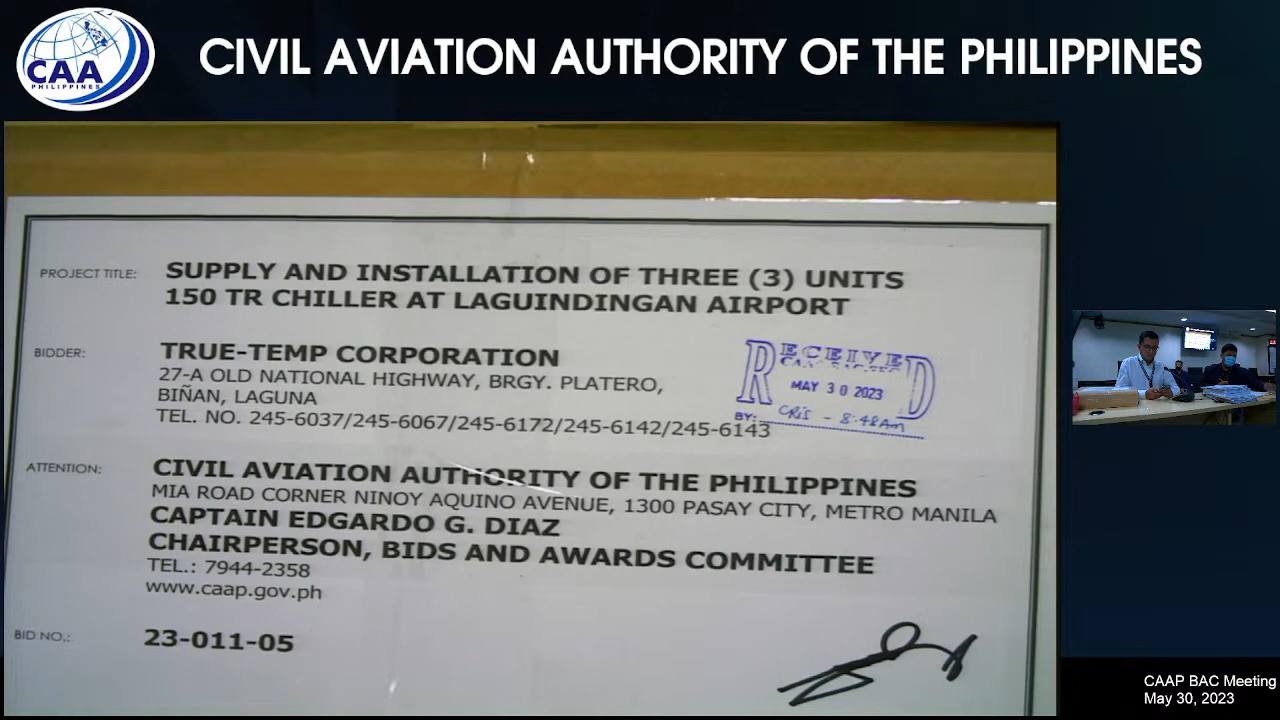 CAA
PHILIPPINES
CIVIL AVIATION AUTHORITY OF THE PHILIPPINES
PROJECT TITLE: SUPPLY AND INSTALLATION OF THREE (3) UNITS
150 TR CHILLER AT LAGUINDINGAN AIRPORT
BIDDER: TRUE-TEMP CORPORATION
27-A OLD NATIONAL HIGHWAY, BRGY. PLATERO,
BIÑAN, LAGUNA
TEL. NO. 245-6037/245-6067/245-6172/245-6142/245-6143
RECEIVED
MAY 30 2023
BY: CRIS - 8:48AM
ATTENTION: CIVIL AVIATION AUTHORITY OF THE PHILIPPINES
MIA ROAD CORNER NINOY AQUINO AVENUE, 1300 PASAY CITY, METRO MANILA
CAPTAIN EDGARDO G. DIAZ
CHAIRPERSON, BIDS AND AWARDS COMMITTEE
TEL.: 7944-2358
www.caap.gov.ph
BID NO.: 23-011-05
CAAP BAC Meeting
May 30, 2023